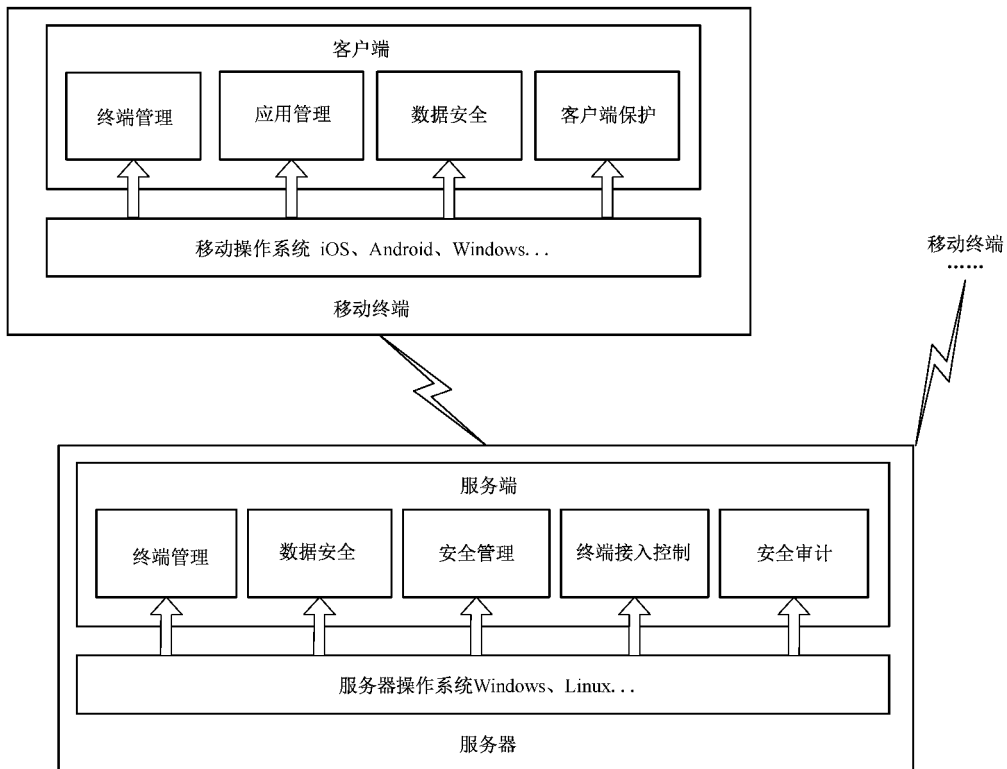 客户端
终端管理
应用管理
数据安全
客户端保护
移动操作系统 iOS、Android、Windows...
移动终端
移动终端
......
服务端
终端管理
数据安全
安全管理
终端接入控制
安全审计
服务器操作系统Windows、Linux...
服务器